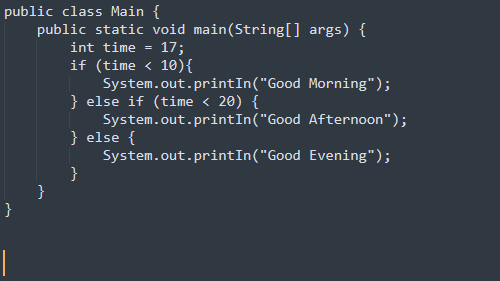 public class Main {
    public static void main(String[] args) {
        int time = 17;
        if (time < 10){
            System.out.printIn("Good Morning");
        } else if (time < 20) {
            System.out.printIn("Good Afternoon");
        } else {
            System.out.printIn("Good Evening");
        }
    }
}